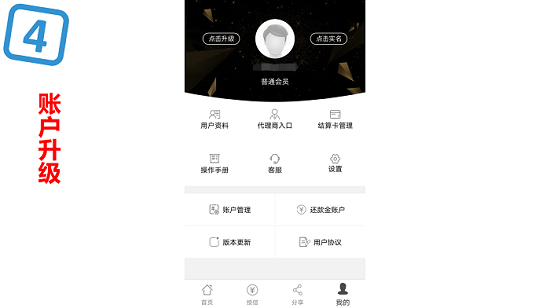 4
账户升级
点击升级
点击实名
普通会员
用户资料
代理商入口
结算卡管理
操作手册
客服
设置
账户管理
还款金账户
版本更新
用户协议
首页
分享
我的